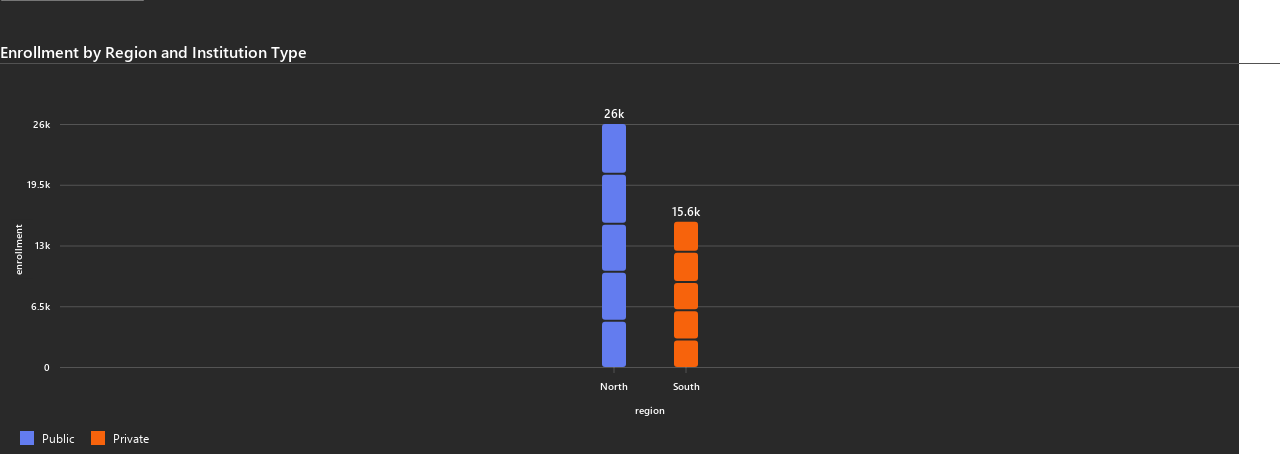 Enrollment by Region and Institution Type
26k
26k
19.5k
15.6k
13k
6.5k
0
enrollment
North
South
region
Public
Private